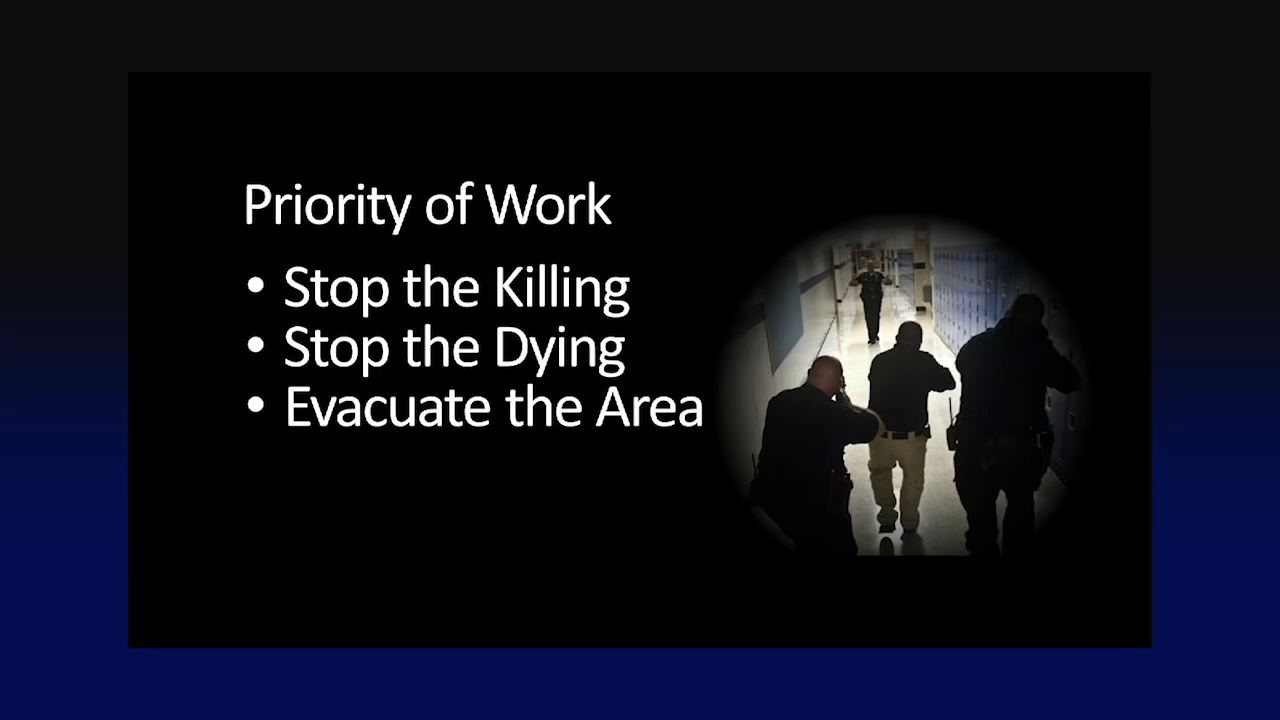 Priority of Work
• Stop the Killing
• Stop the Dying
• Evacuate the Area